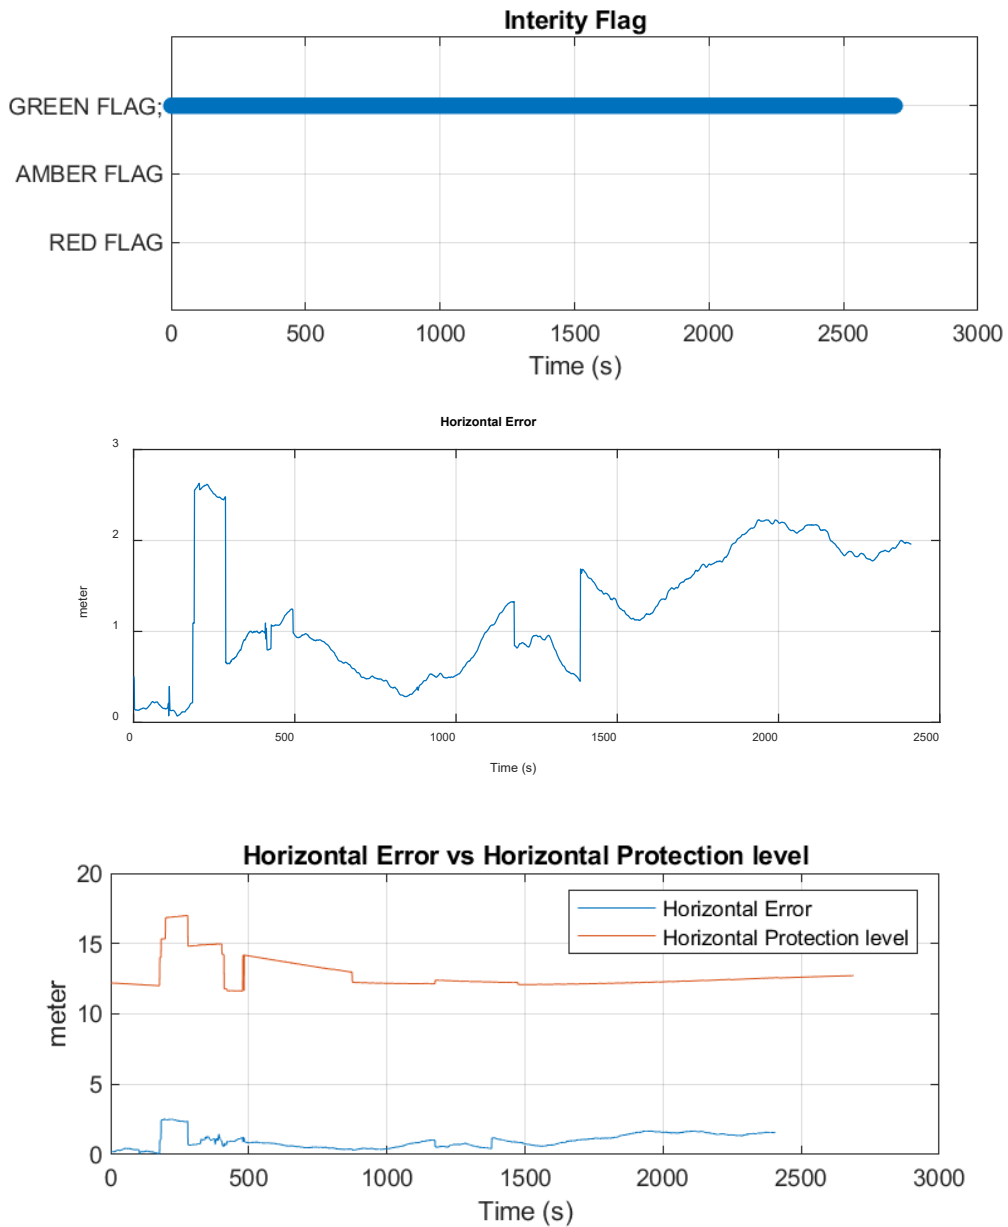 Interity Flag
GREEN FLAG;
AMBER FLAG
RED FLAG
0 500 1000 1500 2000 2500 3000
Time (s)
Horizontal Error
3
2
1
0
meter
0 500 1000 1500 2000 2500
Time (s)
Horizontal Error vs Horizontal Protection level
20
15
10
5
0
meter
Horizontal Error
Horizontal Protection level
0 500 1000 1500 2000 2500 3000
Time (s)